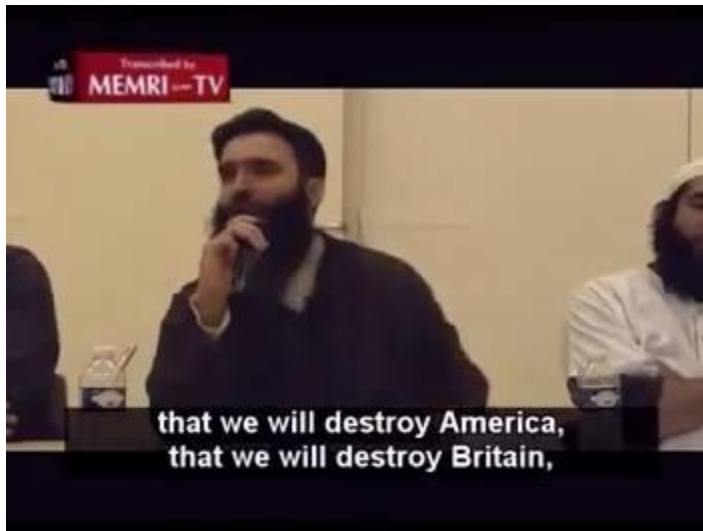 Transcribed by
MEMRI TV
that we will destroy America,
that we will destroy Britain,